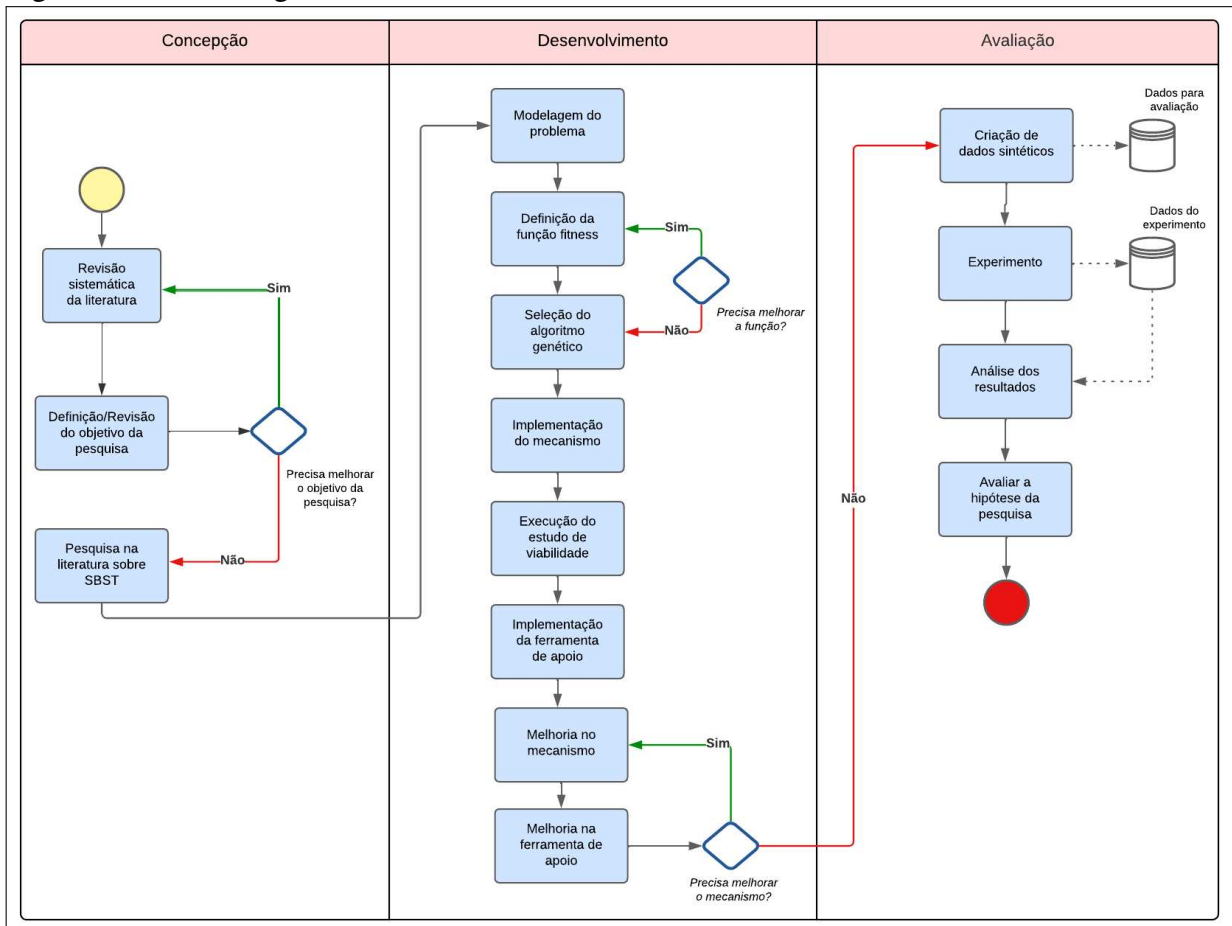 Concepção
Desenvolvimento
Avaliação
Revisão
sistemática
da literatura
Sim
Definição/Revisão
do objetivo da
pesquisa
Precisa melhorar
o objetivo da
pesquisa?
Não
Pesquisa na
literatura sobre
SBST
Modelagem do
problema
Definição da
função fitness
Sim
Precisa melhorar
a função?
Não
Seleção do
algoritmo
genético
Implementação
do mecanismo
Execução do
estudo de
viabilidade
Implementação
da ferramenta
de apoio
Melhoria no
mecanismo
Sim
Melhoria na
ferramenta de
apoio
Precisa melhorar
o mecanismo?
Não
Criação de
dados sintéticos
Dados para
avaliação
Experimento
Dados do
experimento
Análise dos
resultados
Avaliar a
hipótese da
pesquisa